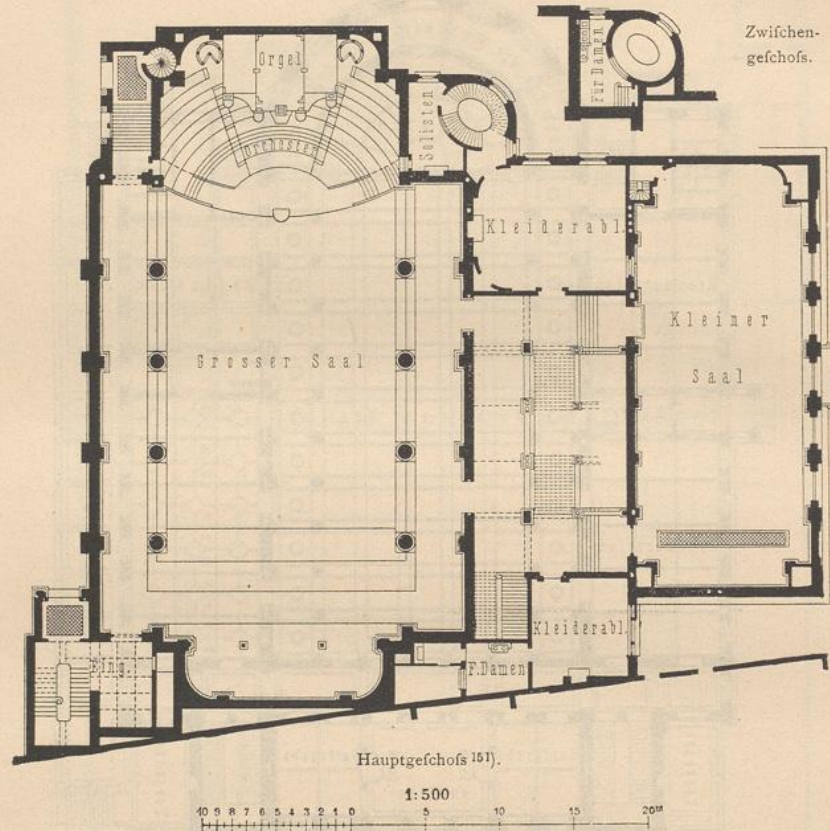 Zwiſchen-
geſchoſs.
Für Damen
Orgel
Orchester
Solisten
Kleiderabl.
Grosser Saal
Kleiner
Saal
Eing.
F. Damen
Kleiderabl.
Hauptgeſchoſs 151).
1:500
10 9 8 7 6 5 4 3 2 1 0 5 10 15 20M